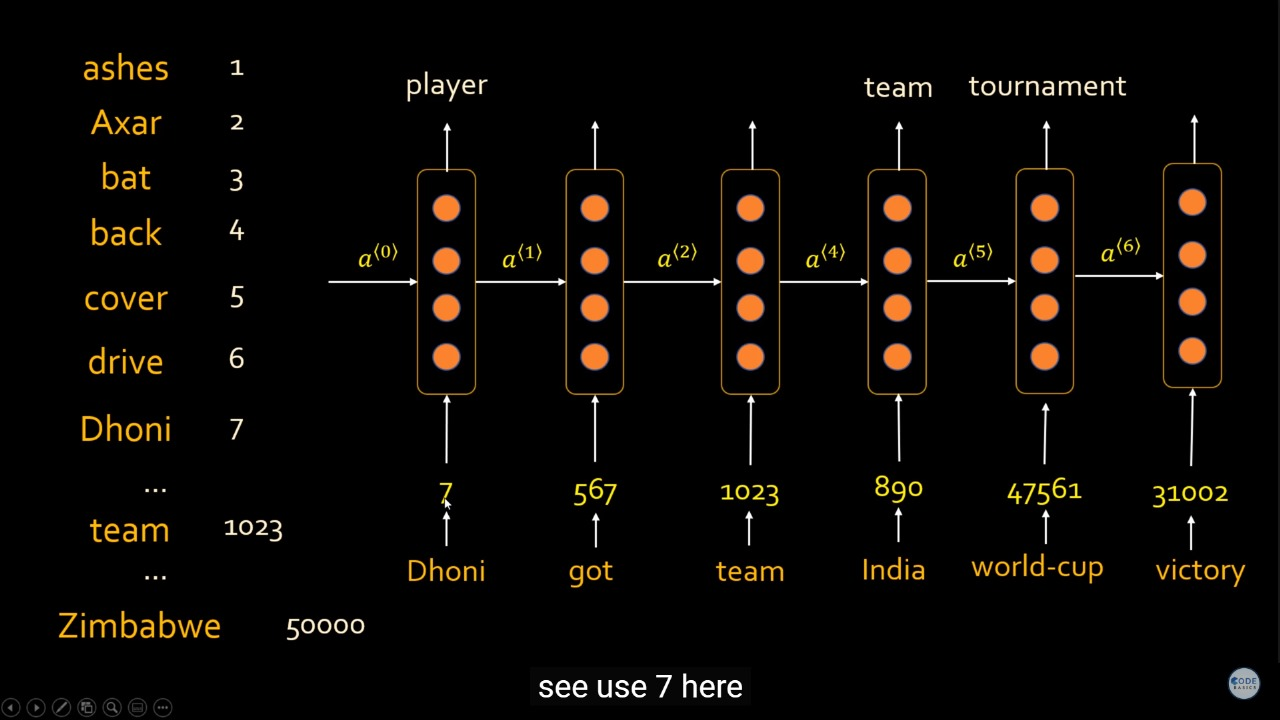 ashes 1
Axar 2
bat 3
back 4
cover 5
drive 6
Dhoni 7
...
team 1023
...
Zimbabwe 50000
player team tournament
a⟨0⟩ a⟨1⟩ a⟨2⟩ a⟨4⟩ a⟨5⟩ a⟨6⟩
7 567 1023 890 47561 31002
Dhoni got team India world-cup victory
see use 7 here
CODE
BASICS